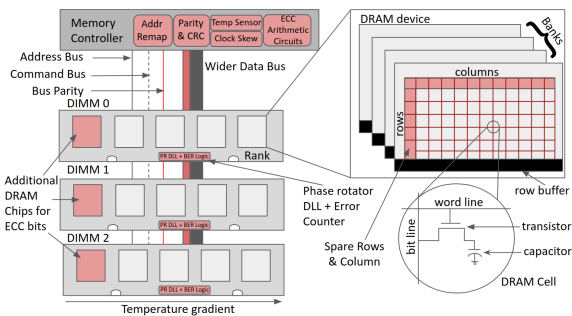 Memory
Controller
Addr
Remap
Parity
& CRC
Temp Sensor
Clock Skew
ECC
Arithmetic
Circuits
Address Bus
Command Bus
Bus Parity
Wider Data Bus
DIMM 0
PR DLL + BER Logic
Rank
DIMM 1
PR DLL + BER Logic
DIMM 2
PR DLL + BER Logic
Additional
DRAM
Chips for
ECC bits
Temperature gradient
Phase rotator
DLL + Error
Counter
DRAM device
Banks
columns
rows
row buffer
Spare Rows
& Column
word line
bit line
transistor
capacitor
DRAM Cell